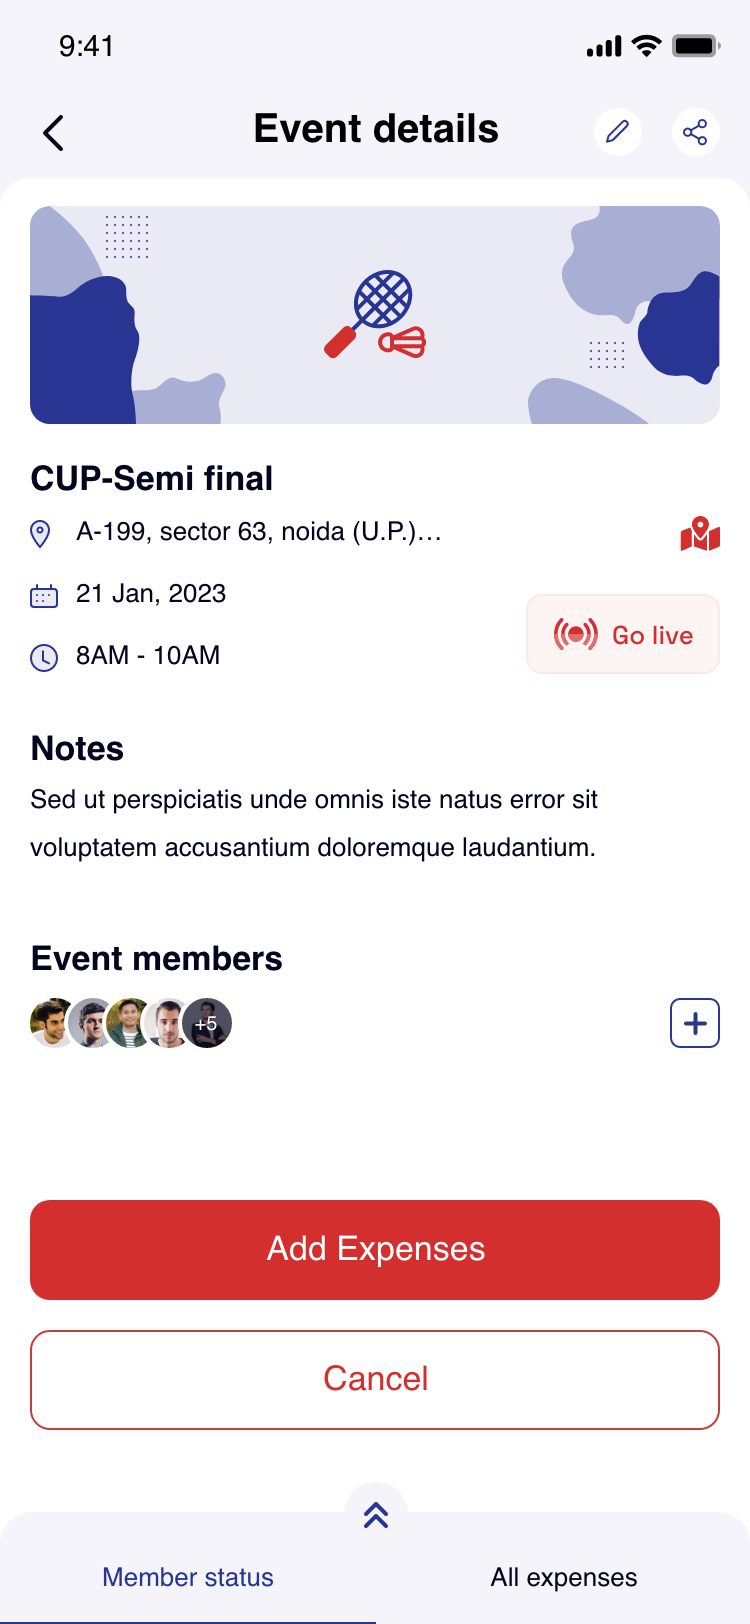 9:41
Event details
CUP-Semi final
A-199, sector 63, noida (U.P.)...
21 Jan, 2023
8AM - 10AM
Go live
Notes
Sed ut perspiciatis unde omnis iste natus error sit
voluptatem accusantium doloremque laudantium.
Event members
+5
Add Expenses
Cancel
Member status
All expenses